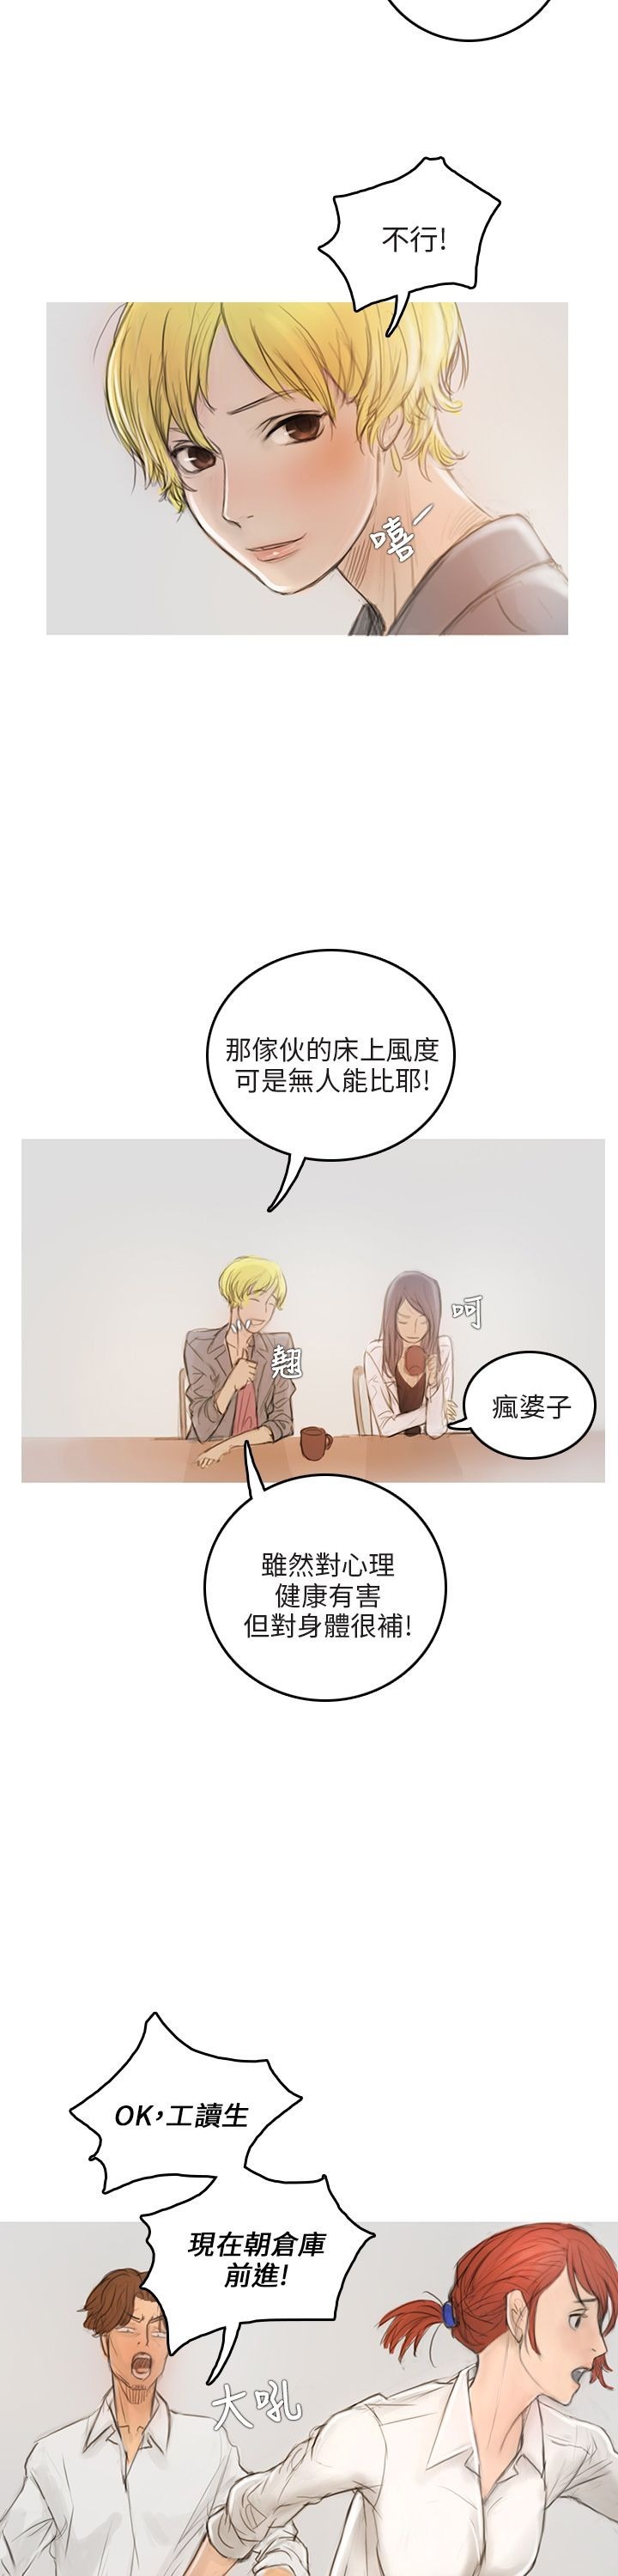 不行!
嘻
那傢伙的床上風度
可是無人能比耶!
呵
翹
瘋婆子
雖然對心理
健康有害
但對身體很補!
OK,工讀生
現在朝倉庫
前進!
大吼